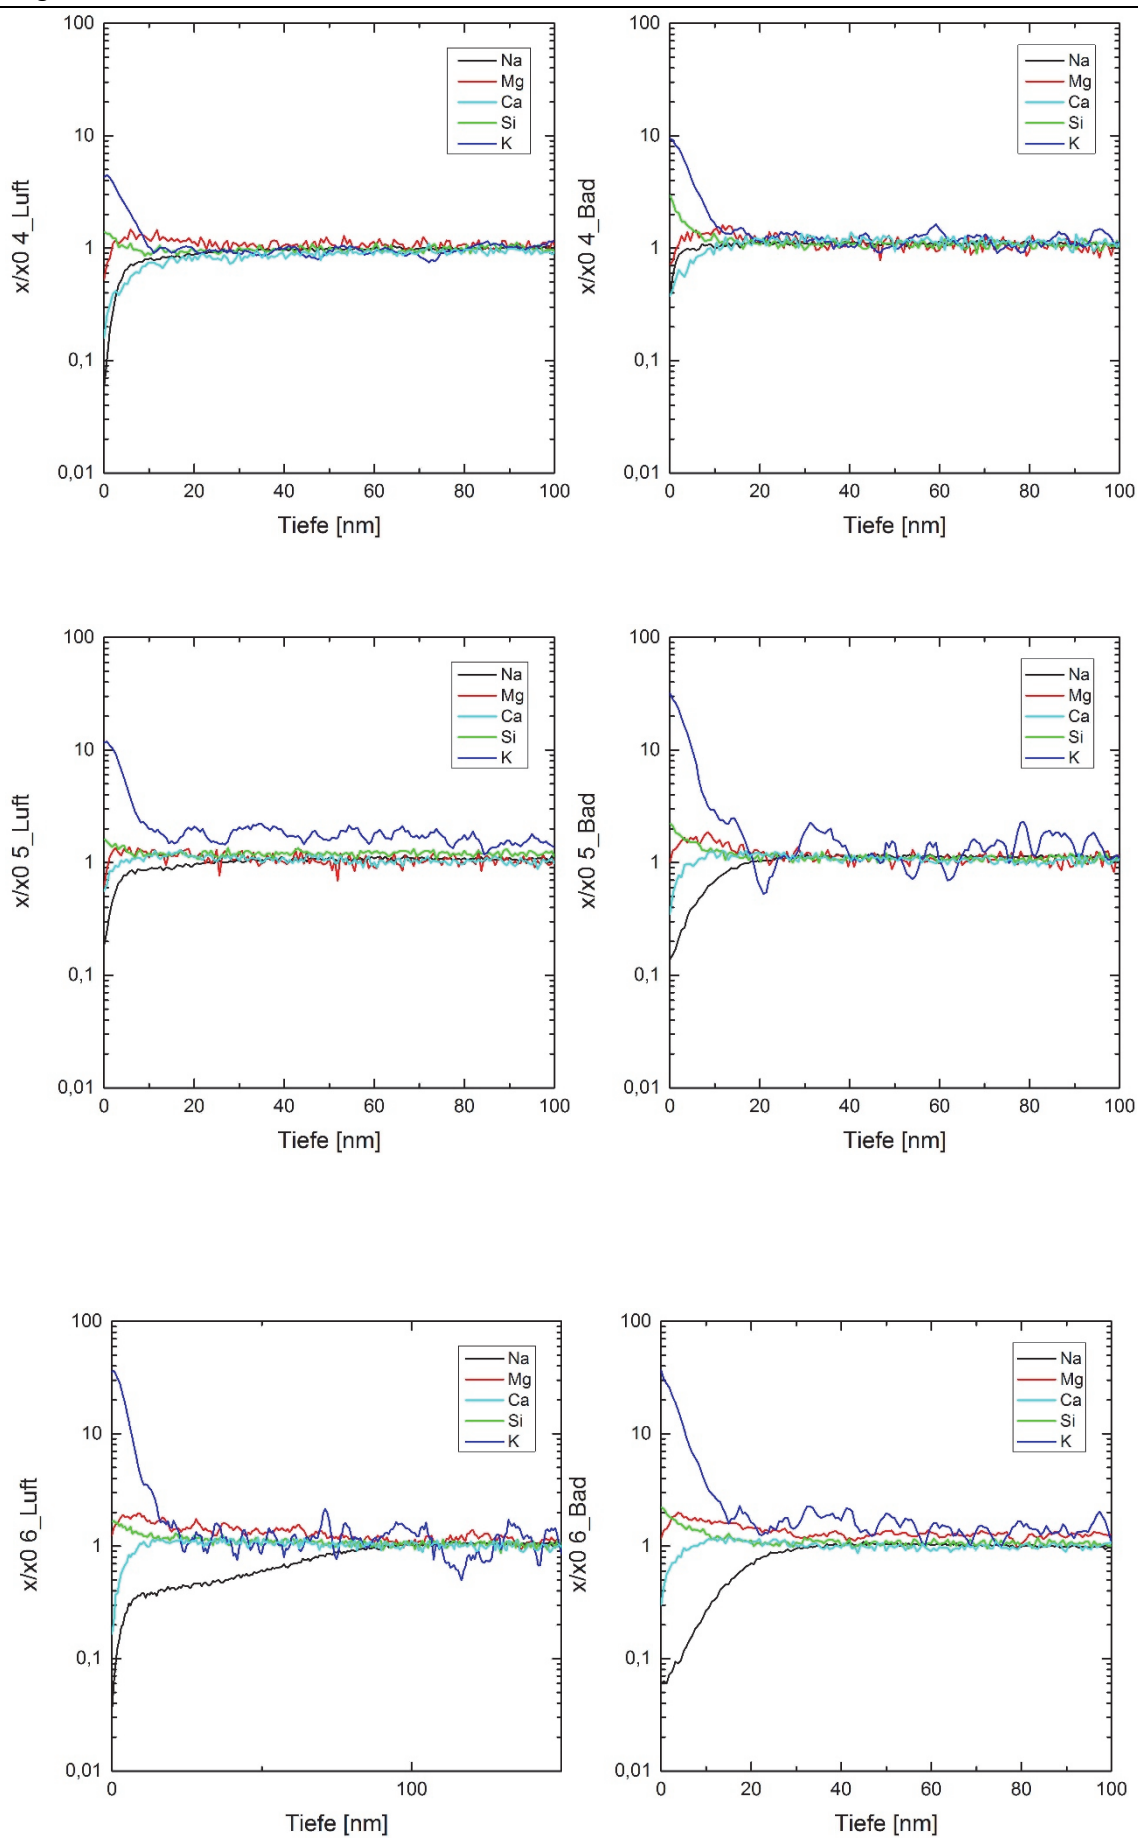 100
10
1
0,1
0,01
x/x0 4_Luft
Na
Mg
Ca
Si
K
0 20 40 60 80 100
Tiefe [nm]
100
10
1
0,1
0,01
x/x0 4_Bad
Na
Mg
Ca
Si
K
0 20 40 60 80 100
Tiefe [nm]
100
10
1
0,1
0,01
x/x0 5_Luft
Na
Mg
Ca
Si
K
0 20 40 60 80 100
Tiefe [nm]
100
10
1
0,1
0,01
x/x0 5_Bad
Na
Mg
Ca
Si
K
0 20 40 60 80 100
Tiefe [nm]
100
10
1
0,1
0,01
x/x0 6_Luft
Na
Mg
Ca
Si
K
0 100
Tiefe [nm]
100
10
1
0,1
0,01
x/x0 6_Bad
Na
Mg
Ca
Si
K
0 20 40 60 80 100
Tiefe [nm]